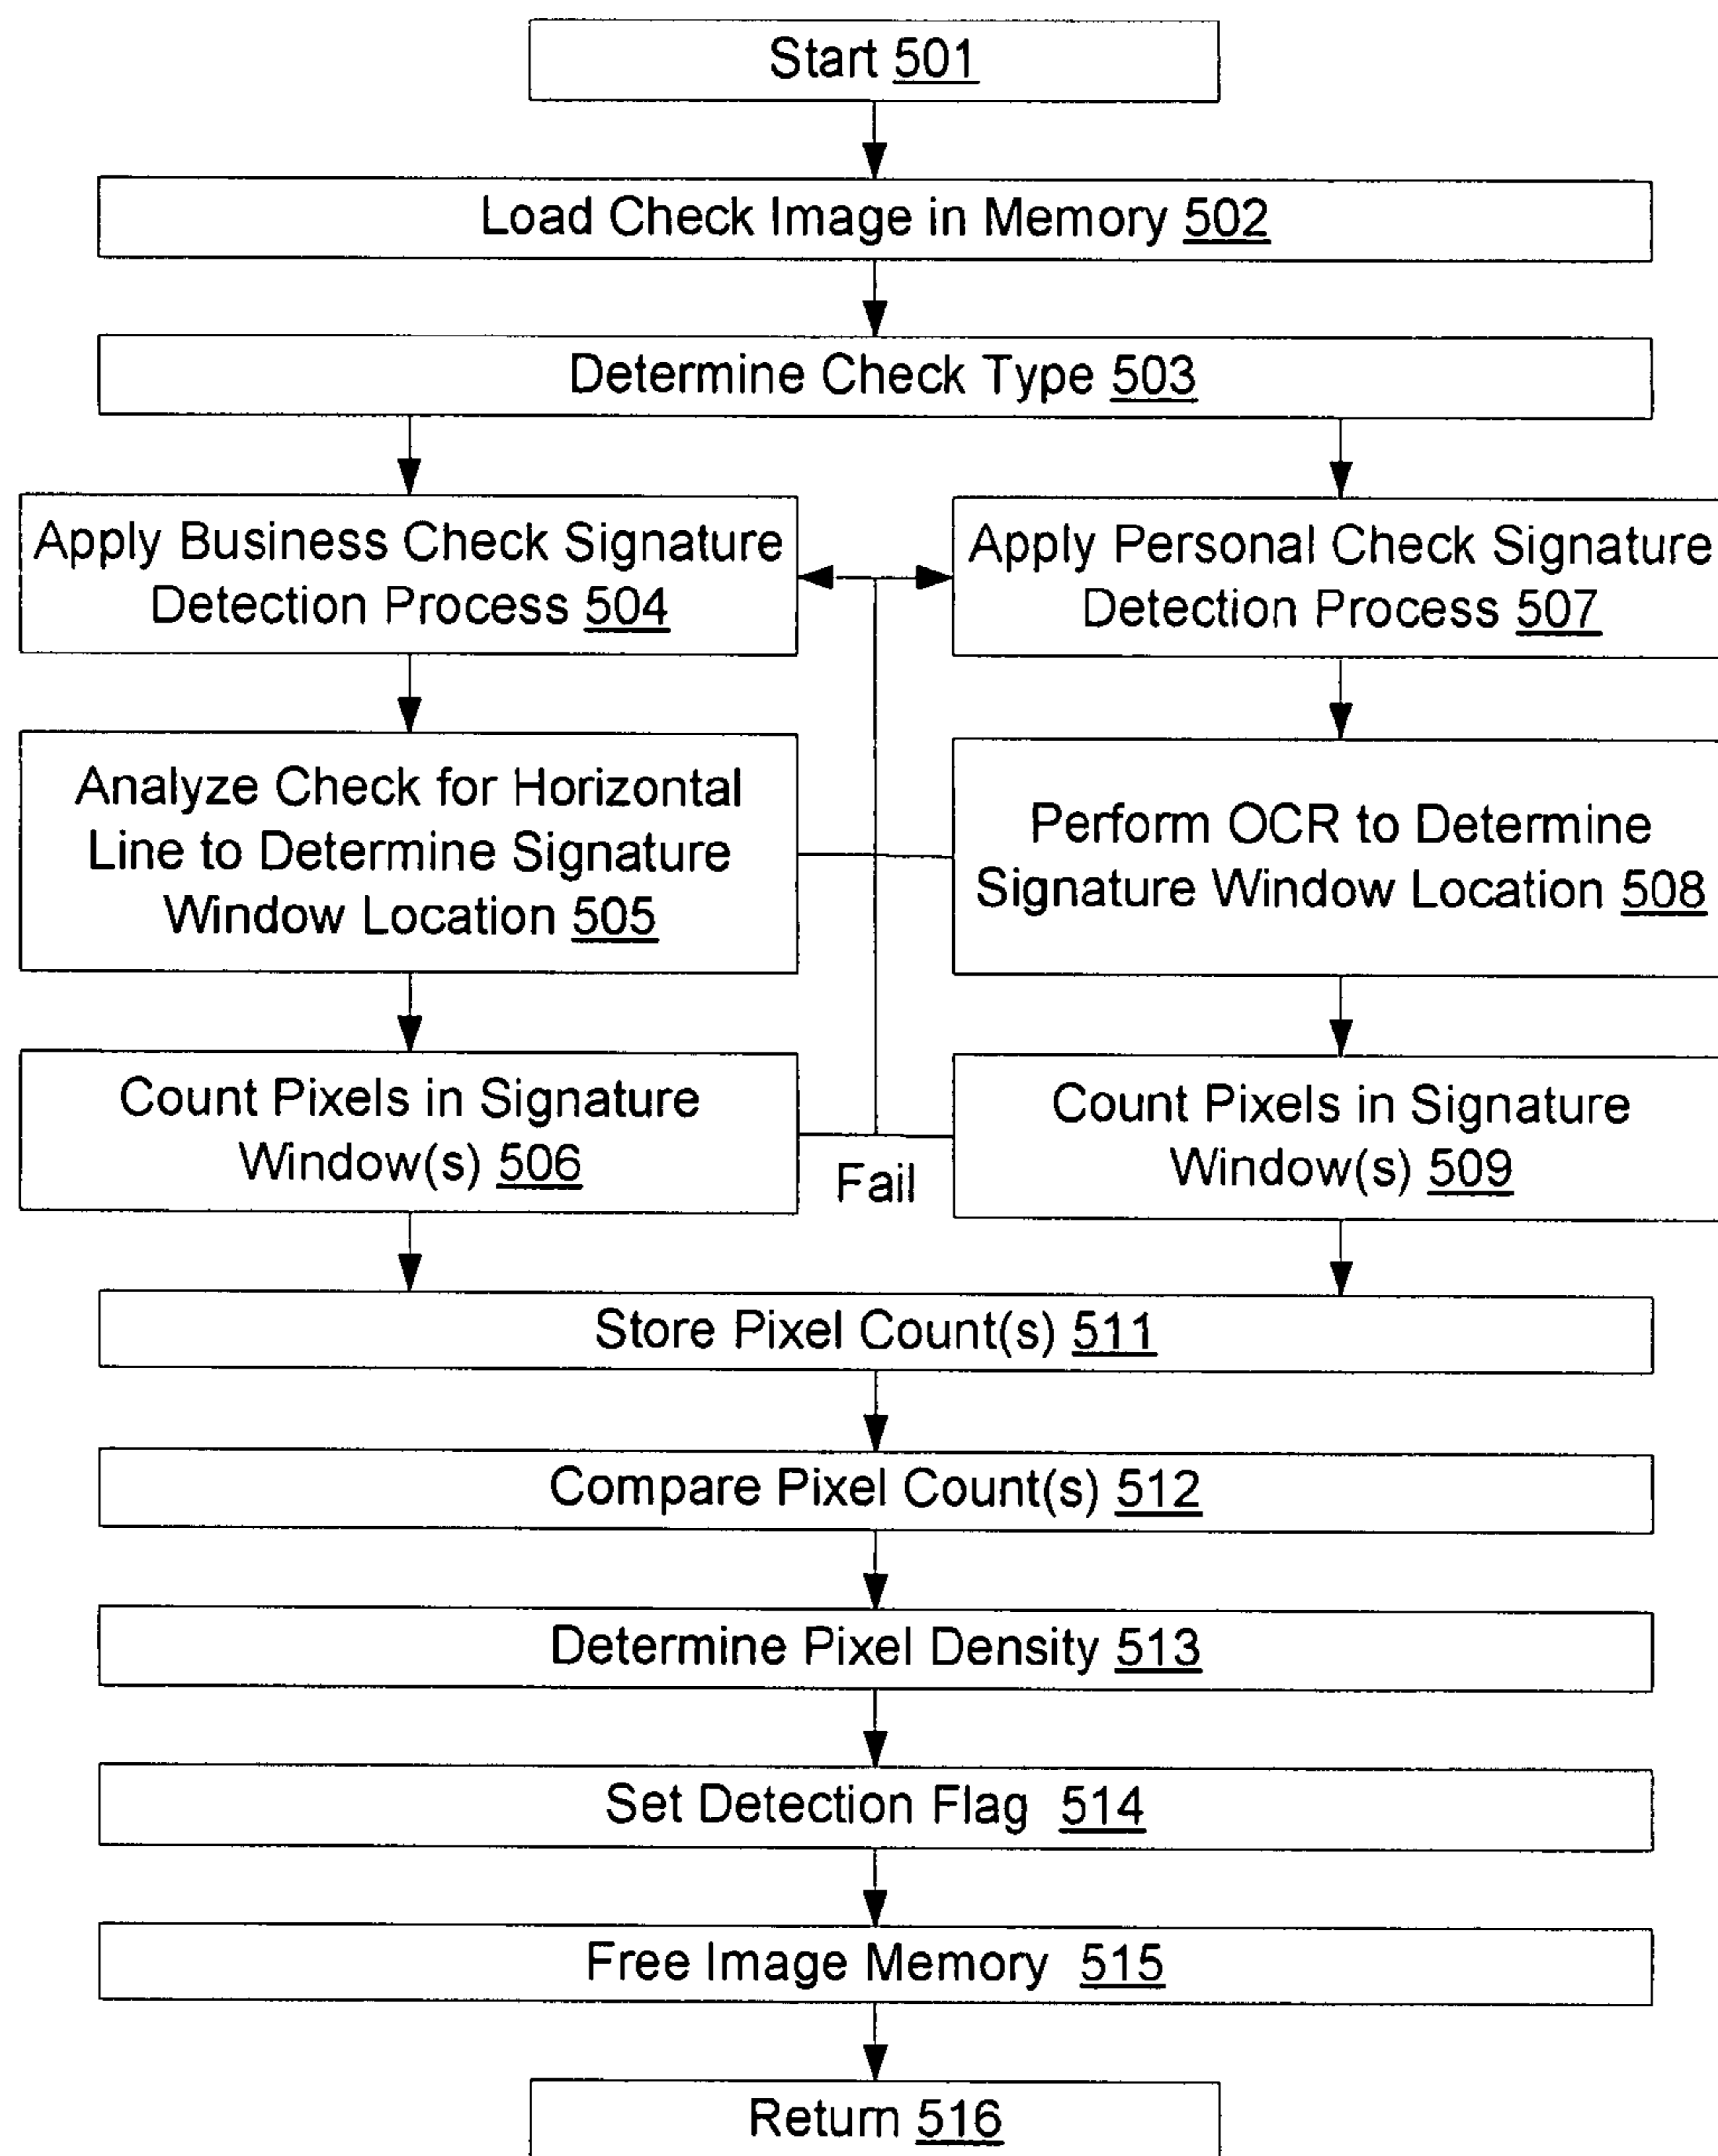 Start 501
Load Check Image in Memory 502
Determine Check Type 503
Apply Business Check Signature
Detection Process 504
Apply Personal Check Signature
Detection Process 507
Analyze Check for Horizontal
Line to Determine Signature
Window Location 505
Perform OCR to Determine
Signature Window Location 508
Count Pixels in Signature
Window(s) 506
Fail
Count Pixels in Signature
Window(s) 509
Store Pixel Count(s) 511
Compare Pixel Count(s) 512
Determine Pixel Density 513
Set Detection Flag 514
Free Image Memory 515
Return 516